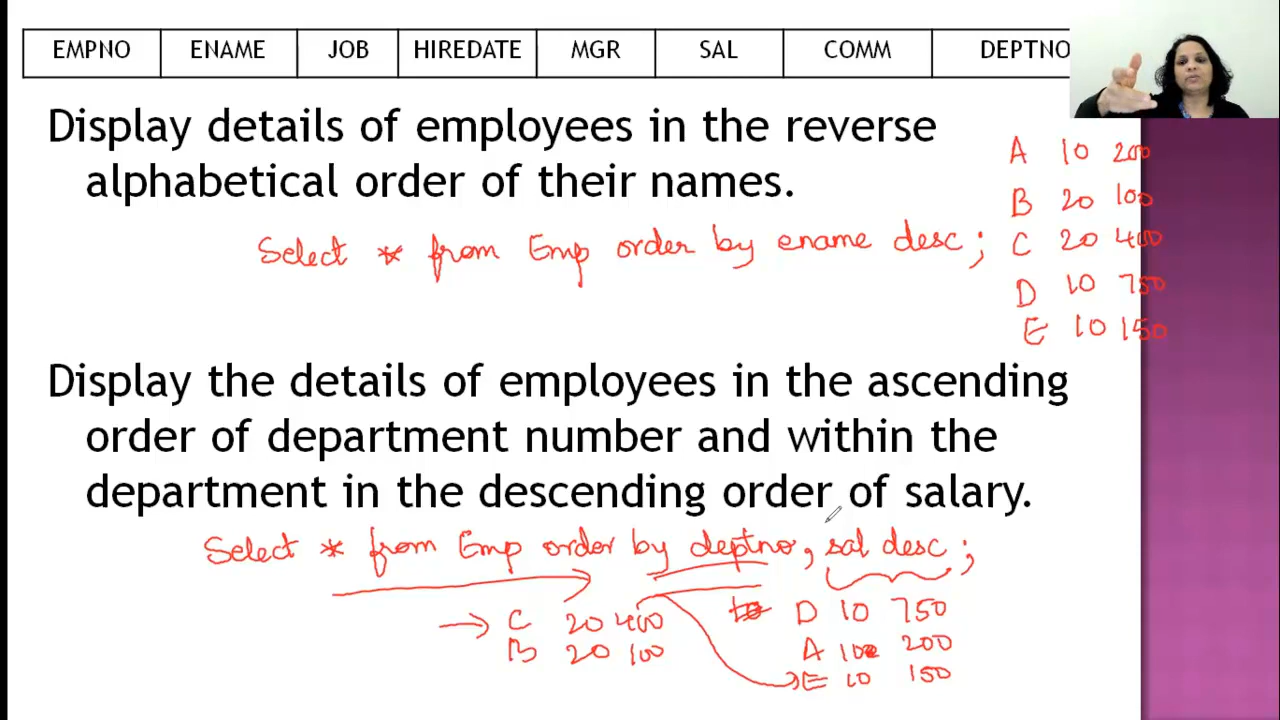 EMPNO ENAME JOB HIREDATE MGR SAL COMM DEPTNO
Display details of employees in the reverse
alphabetical order of their names.
Select * from Emp order by ename desc;
A 10 200
B 20 100
C 20 400
D 10 750
E 10 150
Display the details of employees in the ascending
order of department number and within the
department in the descending order of salary.
Select * from Emp order by deptno, sal desc;
C 20 400
B 20 100
D 10 750
A 10 200
E 10 150